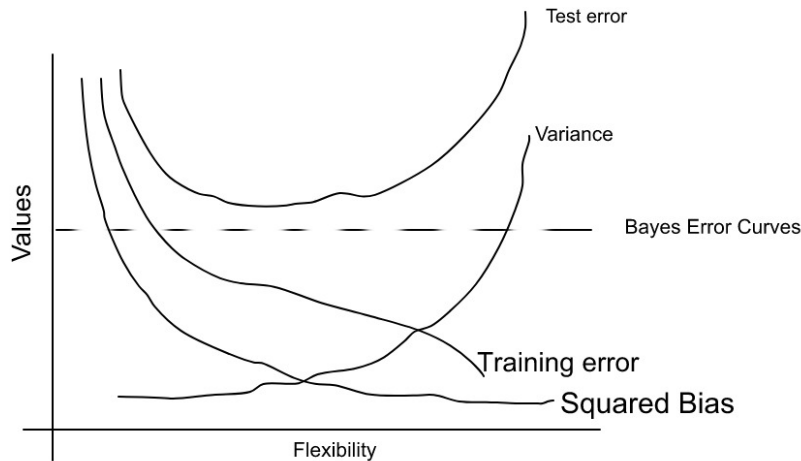 Test error
Variance
Bayes Error Curves
Values
Training error
Squared Bias
Flexibility